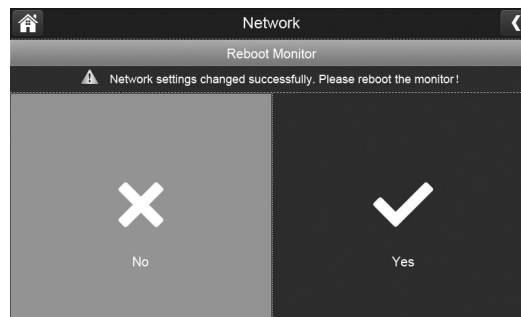 Network
Reboot Monitor
Network settings changed successfully. Please reboot the monitor!
No
Yes